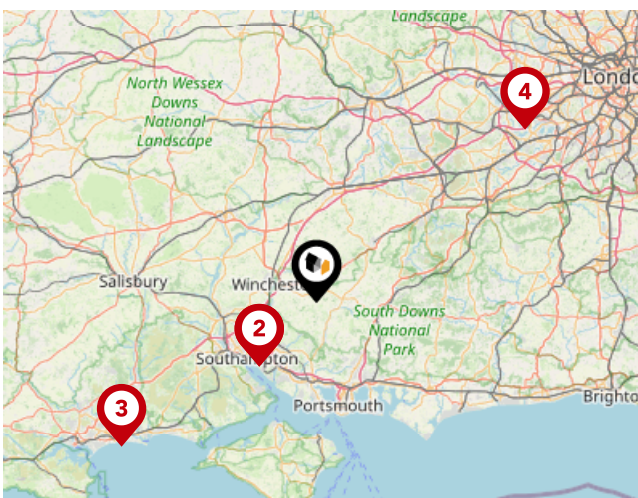 Landscape
Londo
4
North Wessex
Downs
National
Landscape
Salisbury
Winchest
South Downs
National
Park
2
Southampton
3
Portsmouth
Brighto